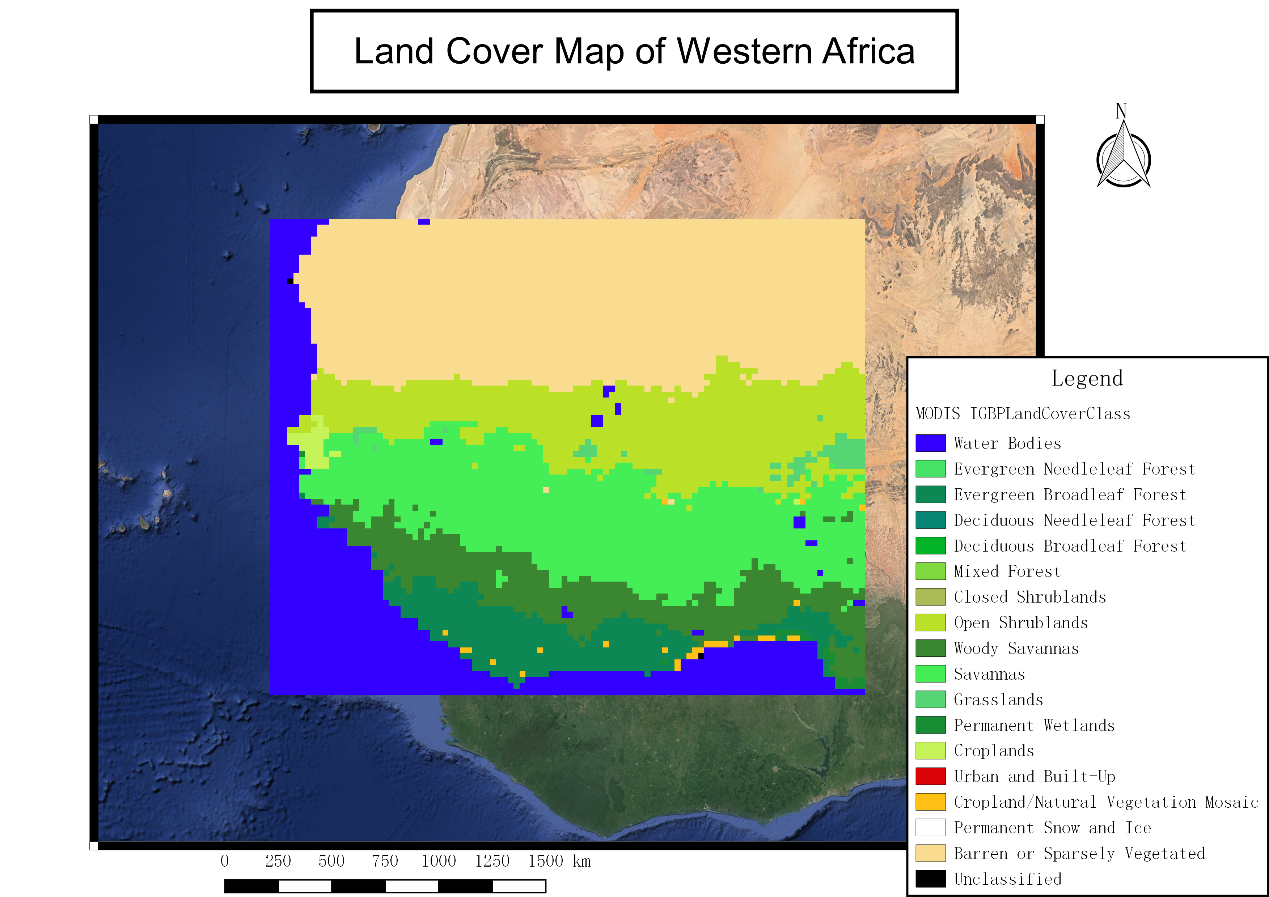 Land Cover Map of Western Africa
N
Legend
MODIS IGBPLandCoverClass
Water Bodies
Evergreen Needleleaf Forest
Evergreen Broadleaf Forest
Deciduous Needleleaf Forest
Deciduous Broadleaf Forest
Mixed Forest
Closed Shrublands
Open Shrublands
Woody Savannas
Savannas
Grasslands
Permanent Wetlands
Croplands
Urban and Built-Up
Cropland/Natural Vegetation Mosaic
Permanent Snow and Ice
Barren or Sparsely Vegetated
Unclassified
0 250 500 750 1000 1250 1500 km